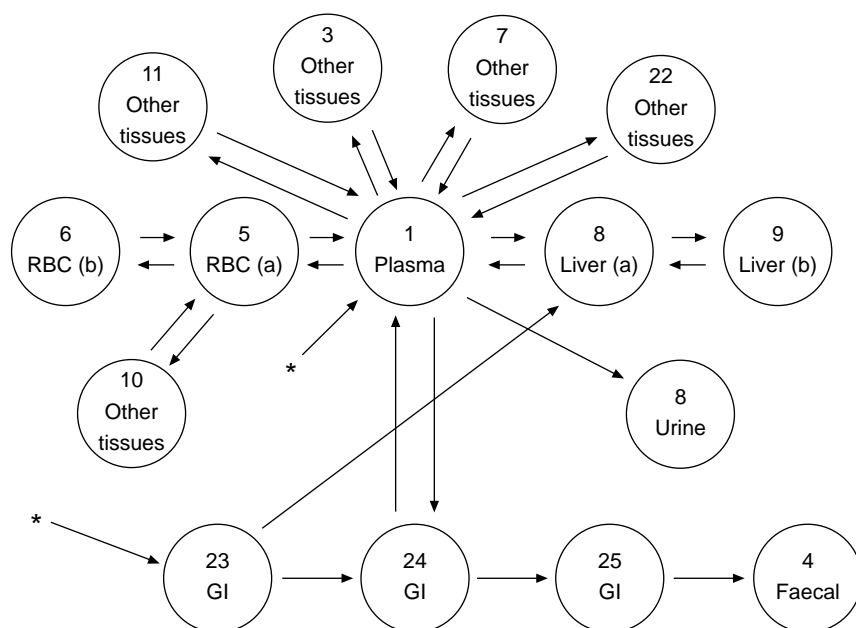 11
Other
tissues
3
Other
tissues
7
Other
tissues
22
Other
tissues
6
RBC (b)
5
RBC (a)
1
Plasma
8
Liver (a)
9
Liver (b)
10
Other
tissues
*
8
Urine
*
23
GI
24
GI
25
GI
4
Faecal